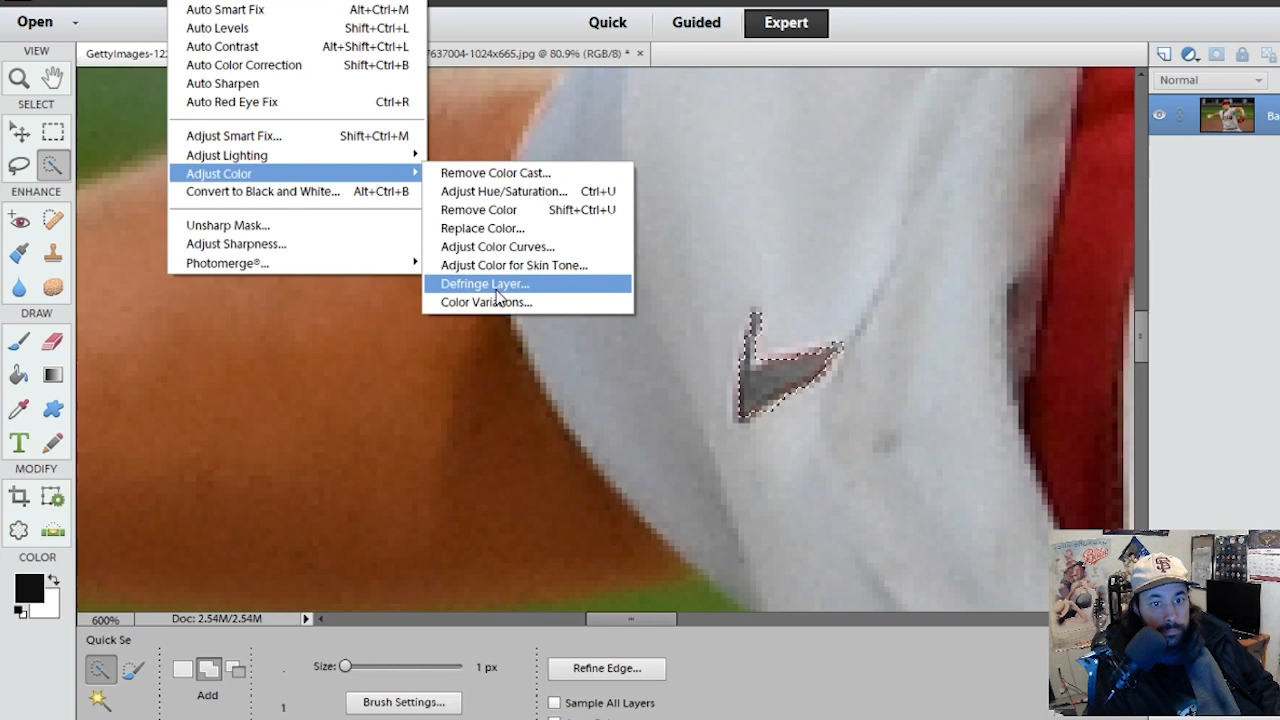 Open
Quick
Guided
Expert
VIEW
SELECT
ENHANCE
DRAW
MODIFY
COLOR
GettyImages-12
7637004-1024x665.jpg @ 80.9% (RGB/8) * ×
Auto Smart Fix Alt+Ctrl+M
Auto Levels Shift+Ctrl+L
Auto Contrast Alt+Shift+Ctrl+L
Auto Color Correction Shift+Ctrl+B
Auto Sharpen
Auto Red Eye Fix Ctrl+R
Adjust Smart Fix... Shift+Ctrl+M
Adjust Lighting
Adjust Color
Convert to Black and White... Alt+Ctrl+B
Unsharp Mask...
Adjust Sharpness...
Photomerge®...
Remove Color Cast...
Adjust Hue/Saturation... Ctrl+U
Remove Color Shift+Ctrl+U
Replace Color...
Adjust Color Curves...
Adjust Color for Skin Tone...
Defringe Layer...
Color Variations...
Normal
Ba
600%
Doc: 2.54M/2.54M
Quick Se
Add
Size:
1 px
Brush Settings...
1
Refine Edge...
Sample All Layers